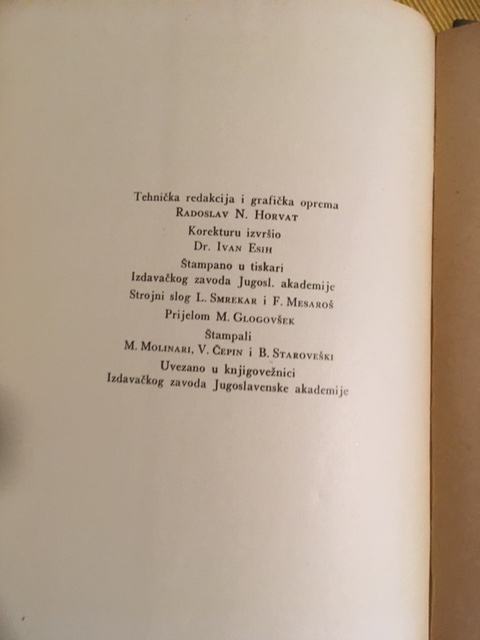 Tehnička redakcija i grafička oprema
RADOSLAV N. HORVAT
Korekturu izvršio
Dr. IVAN ESIH
Štampano u tiskari
Izdavačkog zavoda Jugosl. akademije
Strojni slog L. SMREKAR i F. MESAROŠ
Prijelom M. GLOGOVŠEK
Štampali
M. MOLINARI, V. ČEPIN i B. STAROVEŠKI
Uvezano u knjigovežnici
Izdavačkog zavoda Jugoslavenske akademije